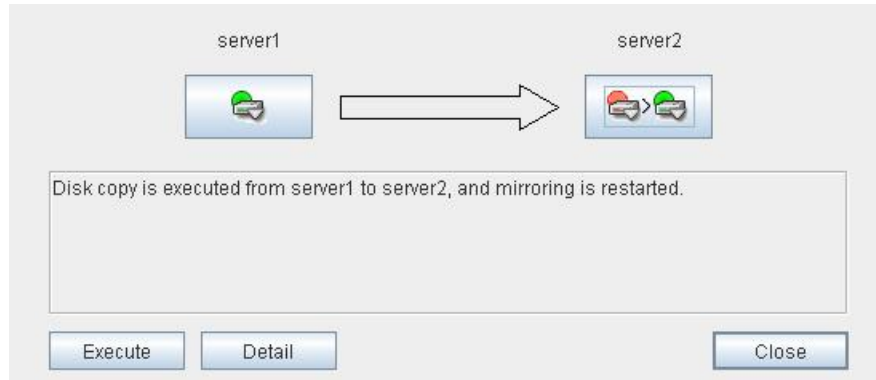 server1
server2
>
Disk copy is executed from server1 to server2, and mirroring is restarted.
Execute
Detail
Close